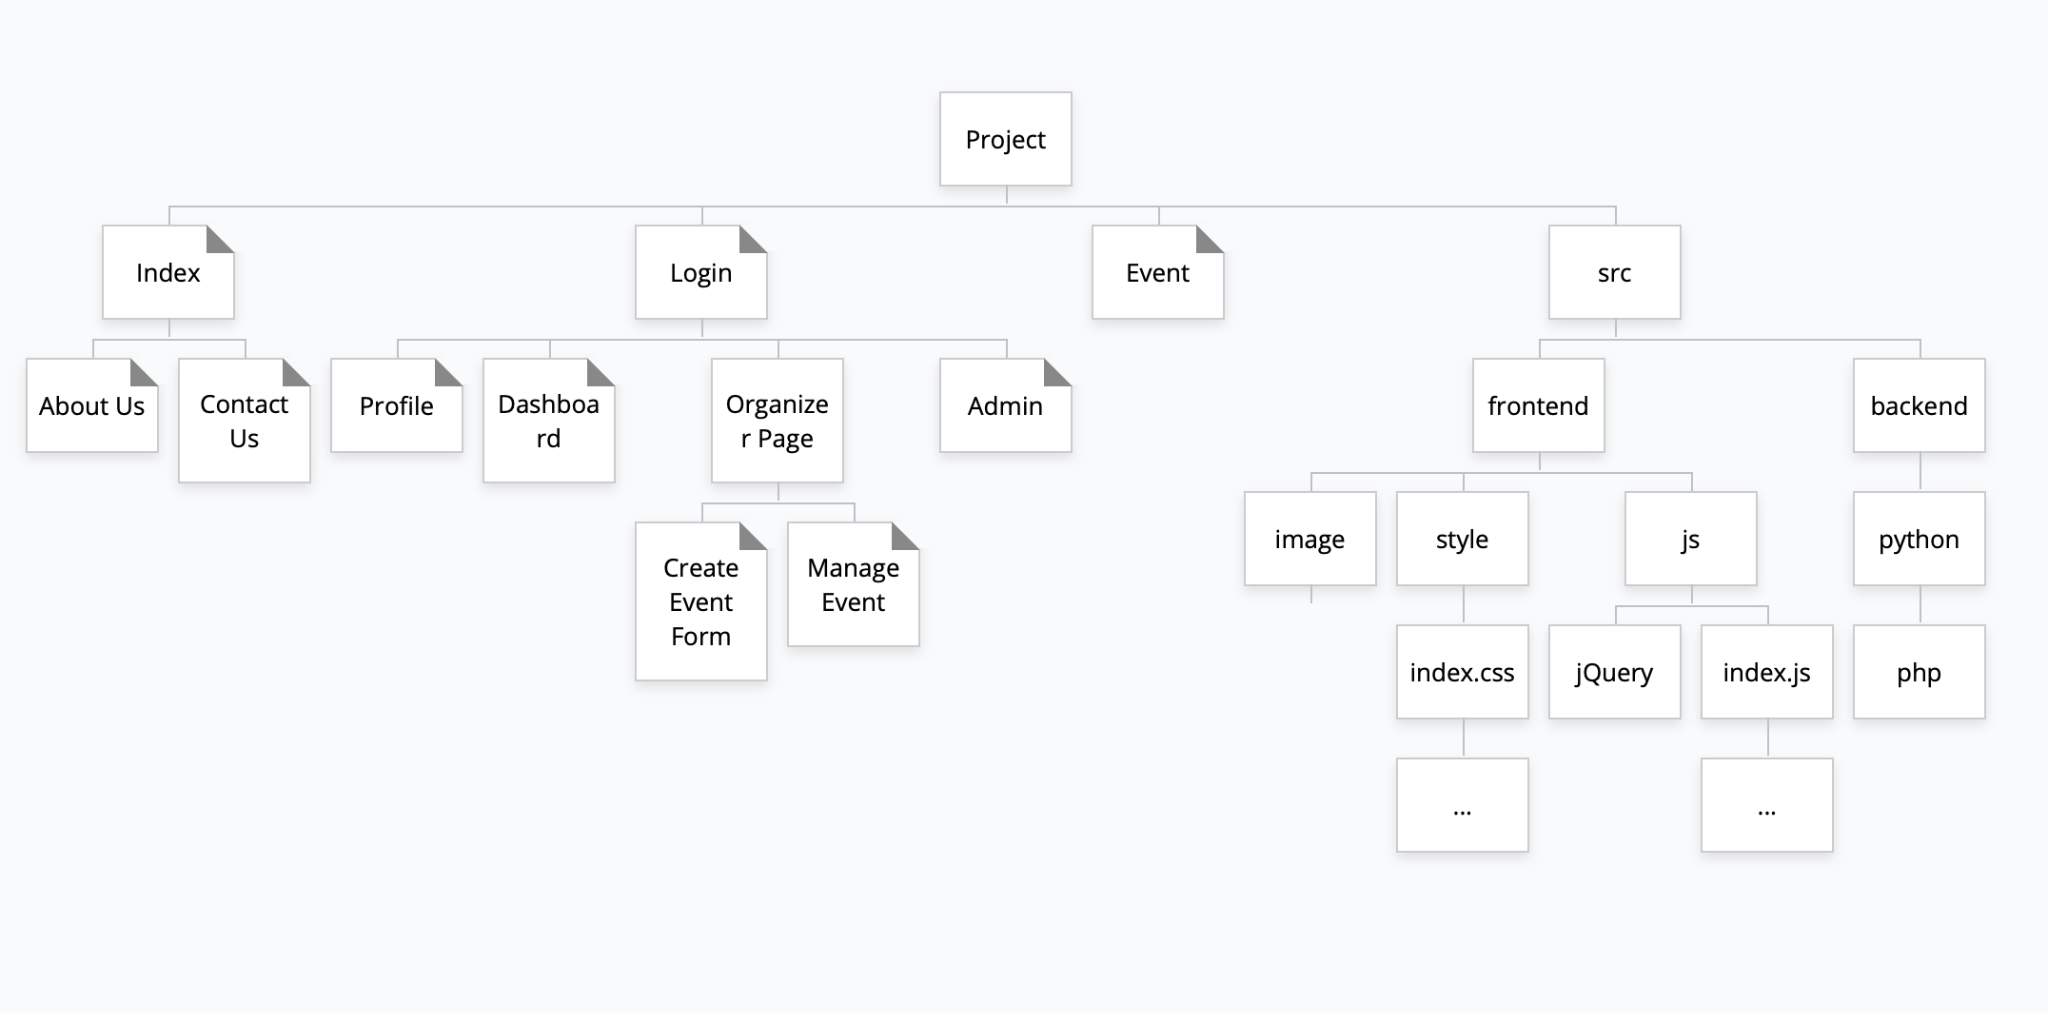 Project
Index
Login
Event
src
About Us
Contact
Us
Profile
Dashboa
rd
Organize
r Page
Admin
frontend
backend
Create
Event
Form
Manage
Event
image
style
js
python
index.css
jQuery
index.js
php
...
...